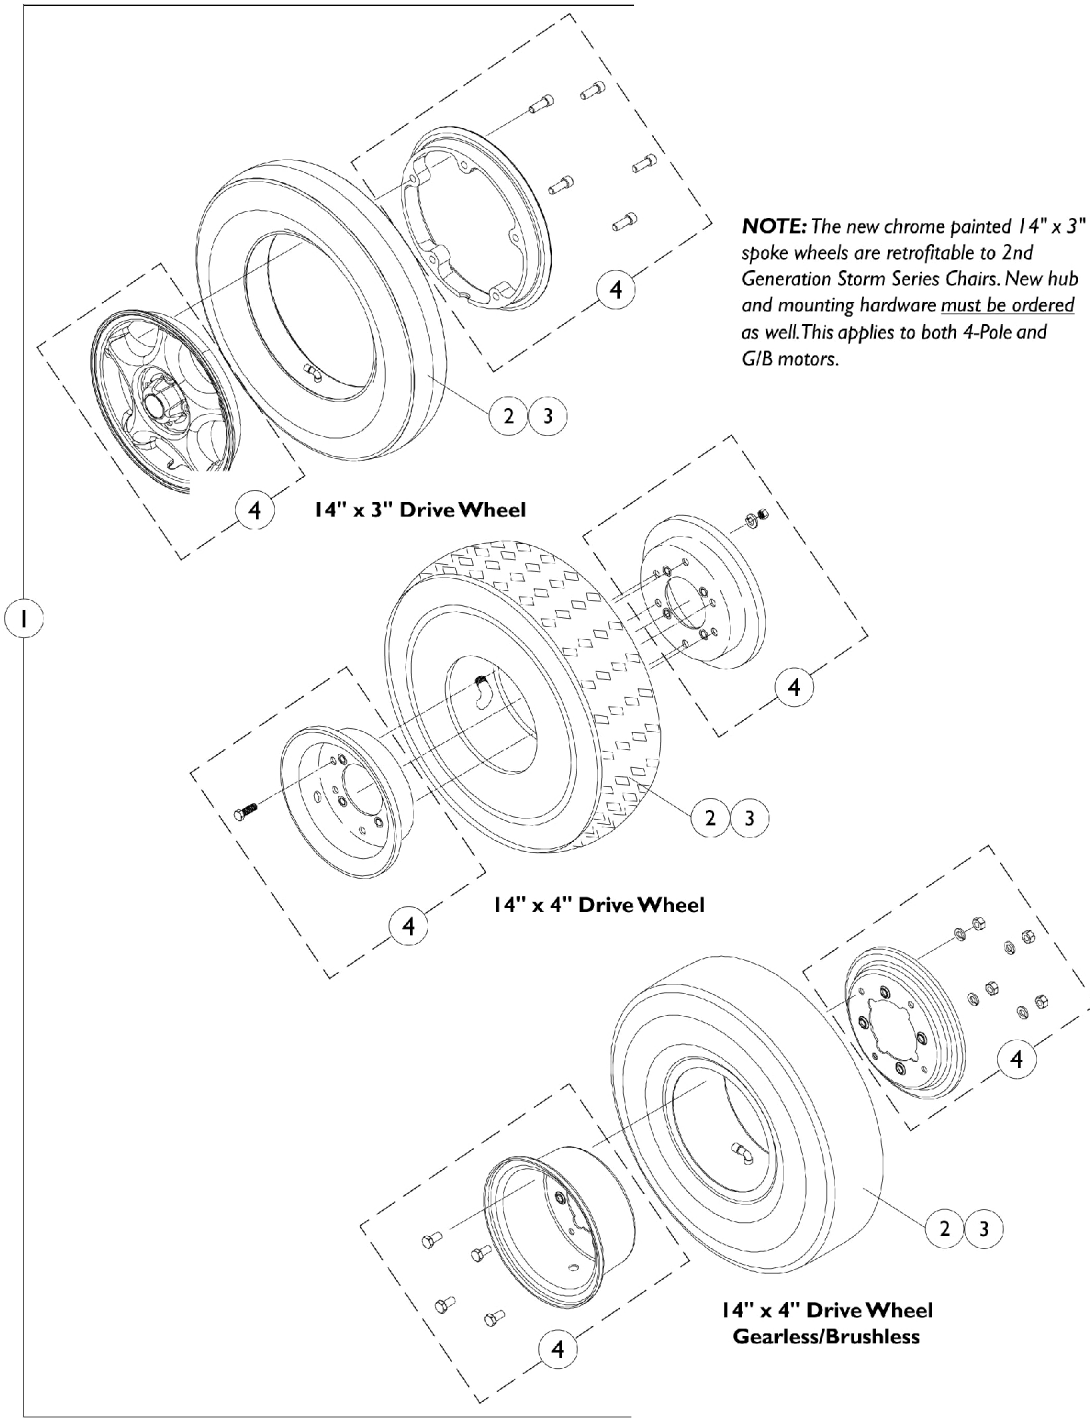 4
NOTE: The new chrome painted 14" x 3"
spoke wheels are retrofitable to 2nd
Generation Storm Series Chairs. New hub
and mounting hardware must be ordered
as well. This applies to both 4-Pole and
G/B motors.
2 3
4
14" x 3" Drive Wheel
1
4
2 3
14" x 4" Drive Wheel
4
4
2 3
14" x 4" Drive Wheel
Gearless/Brushless
4